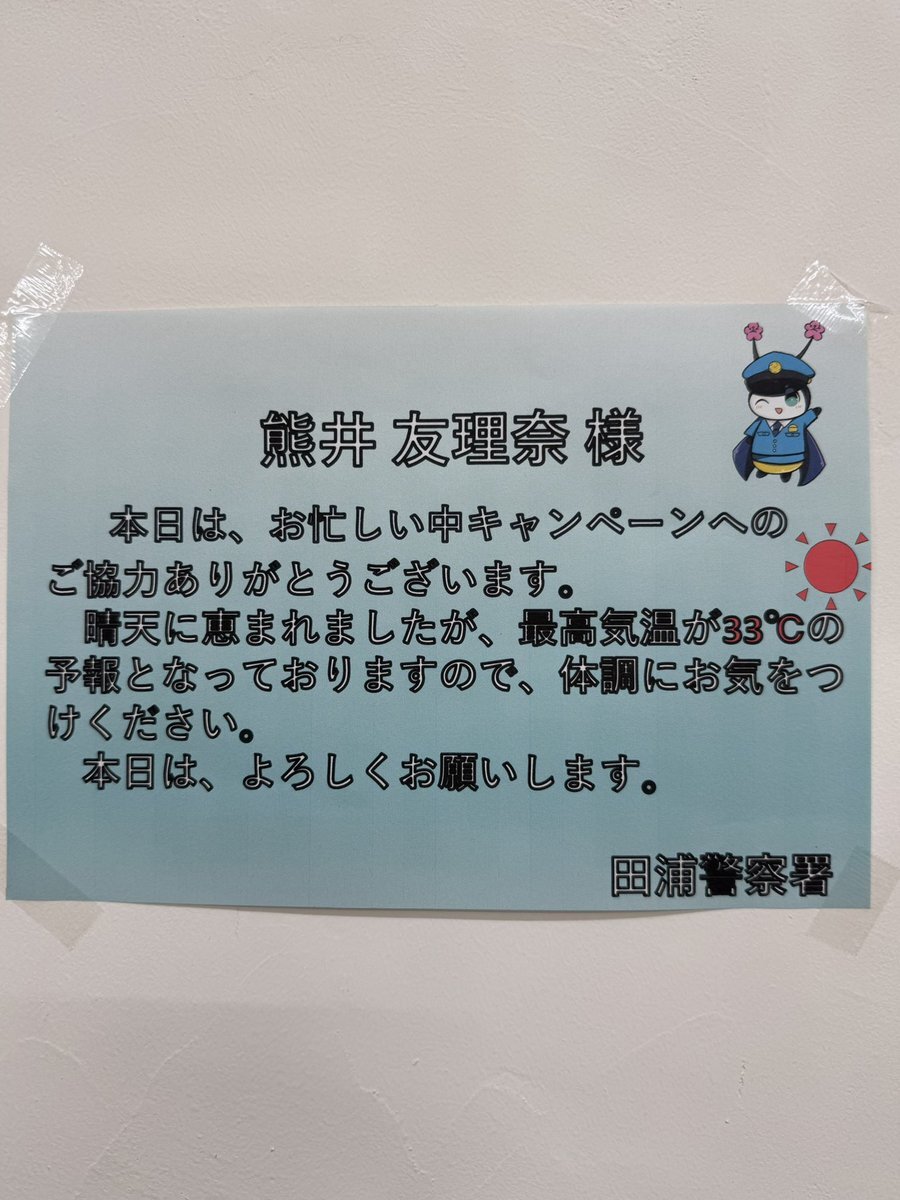 熊井 友理奈 様
本日は、お忙しい中キャンペーンへの
ご協力ありがとうございます。
晴天に恵まれましたが、最高気温が33℃の
予報となっておりますので、体調にお気をつ
けください。
本日は、よろしくお願いします。
田浦警察署